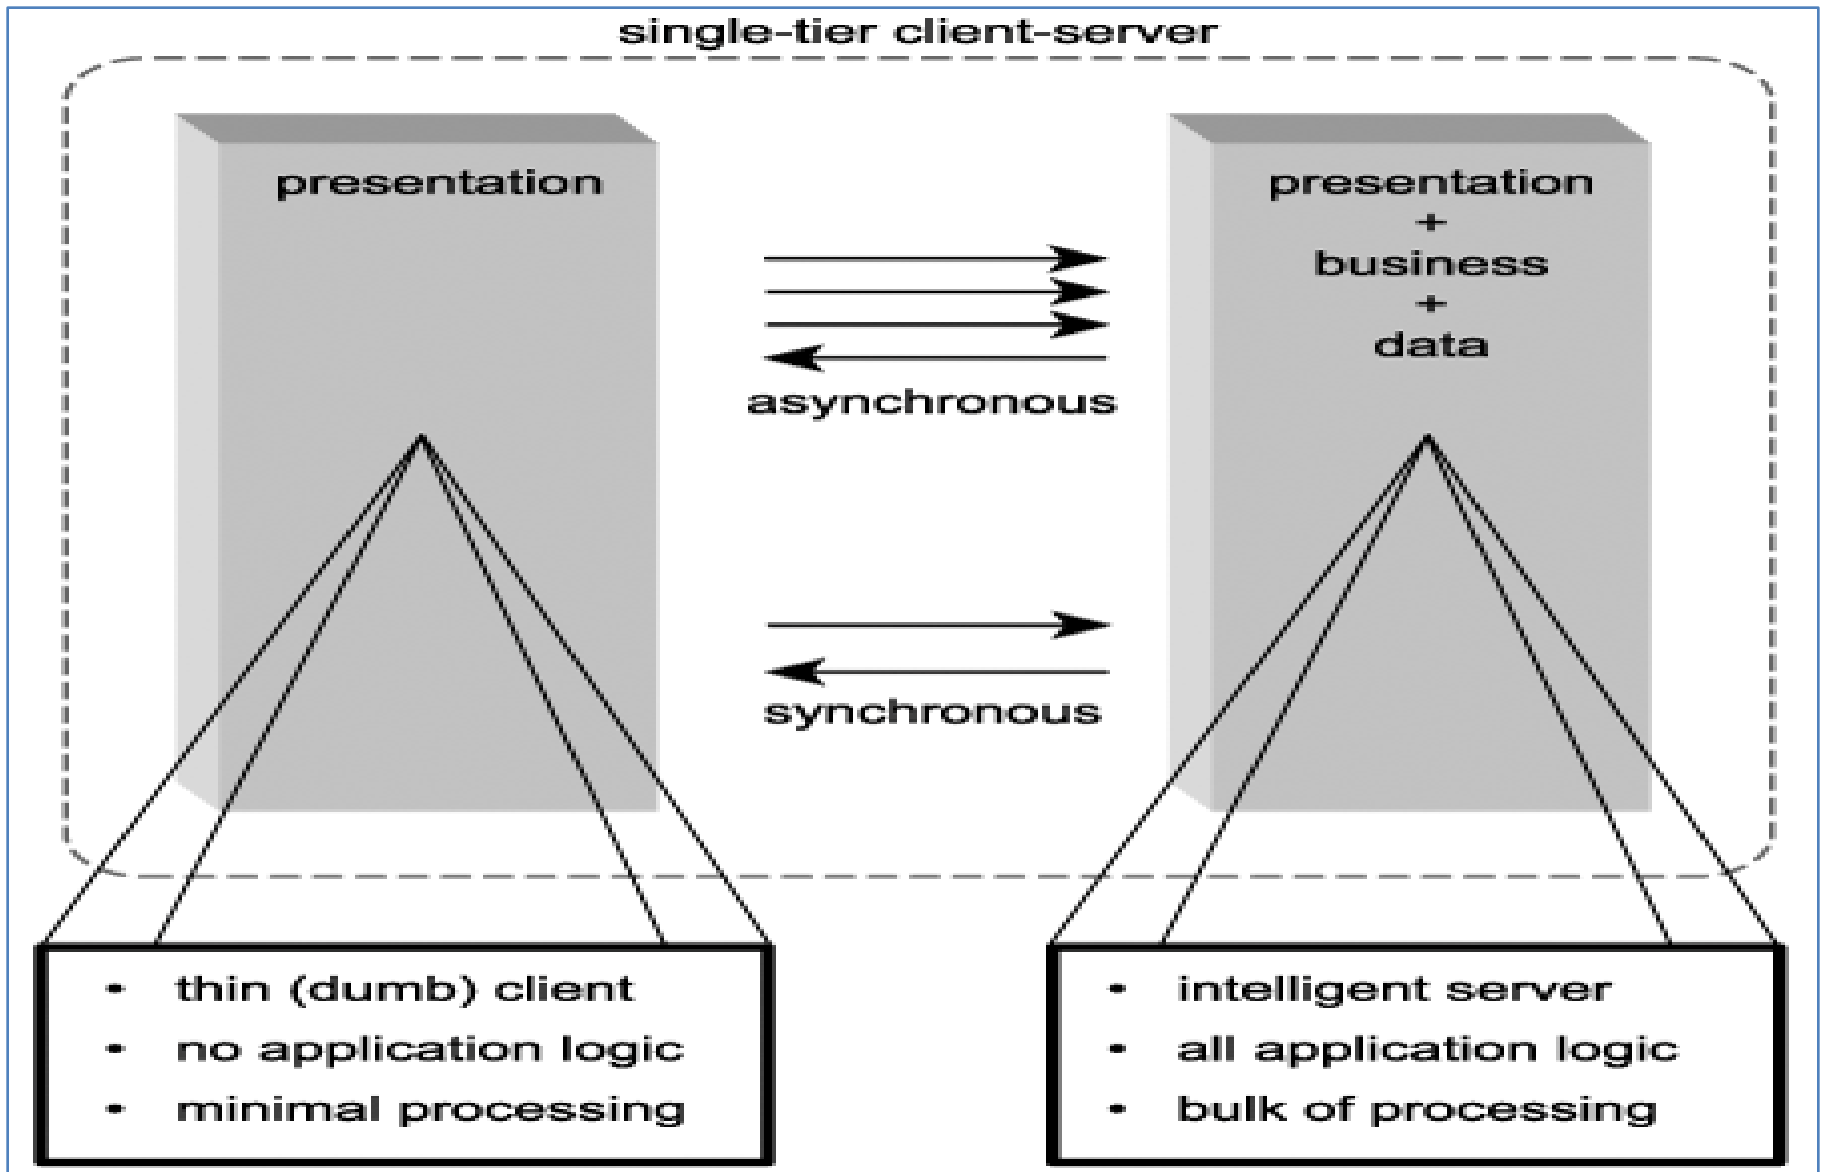 single-tier client-server
presentation
presentation
+
business
+
data
asynchronous
synchronous
• thin (dumb) client
• no application logic
• minimal processing
• intelligent server
• all application logic
• bulk of processing